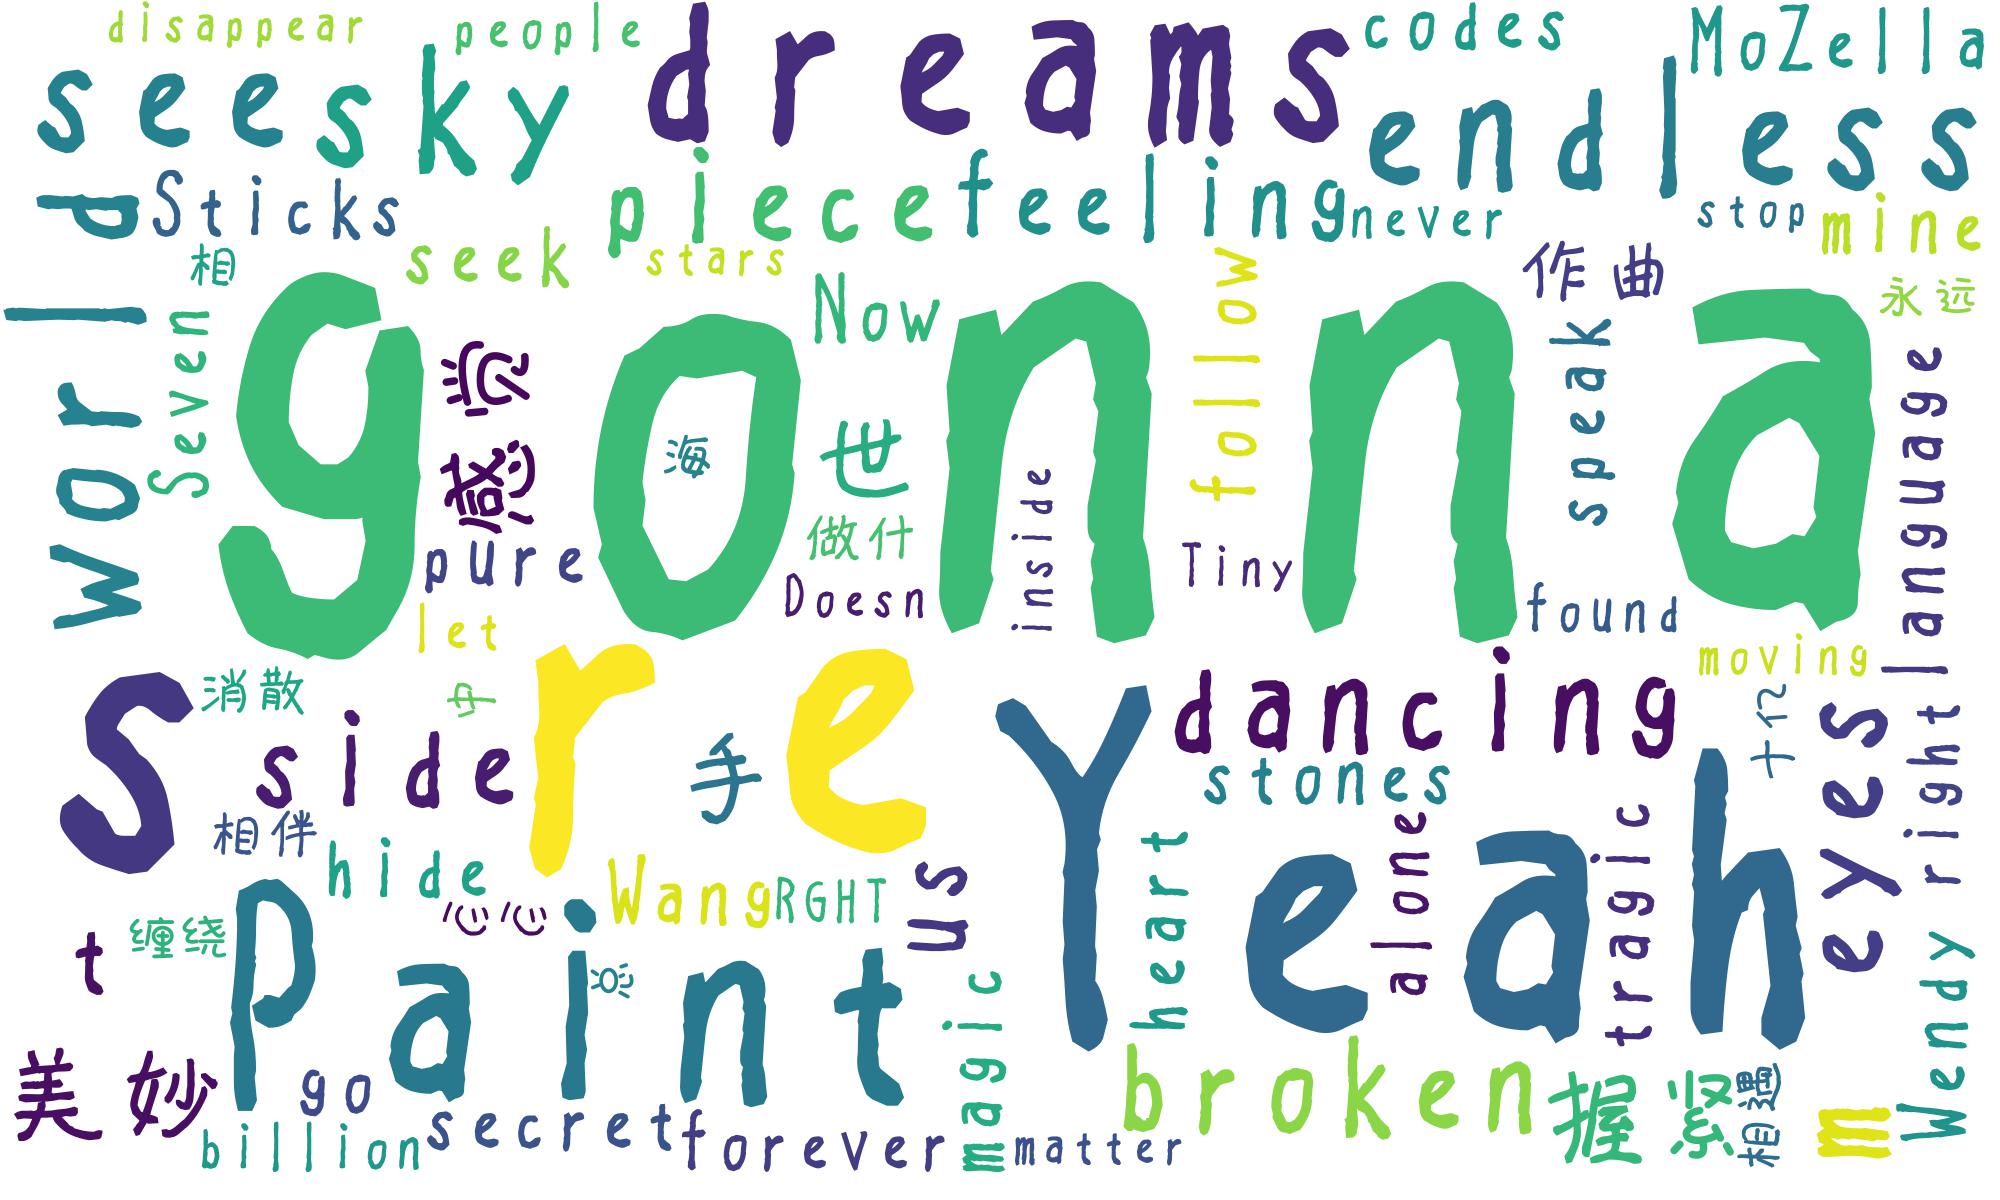 disappear
people
dreams
codes
MoZella
see
sky
endless
world
Sticks
piece
feeling
never
stop
mine
相
seek
stars
Now
follow
作曲
永远
Seven
gonna
感觉
海
世
做什
inside
Tiny
speak
language
pure
Doesn
found
let
moving
s
消散
side
中
re
手
Yeah
dancing
stones
十亿
eyes
right
相伴
hide
心心
Wang
RGHT
us
heart
alone
tragic
t
缠绕
Paint
magic
Wendy
美妙
go
billion
secret
forever
matter
broken
握紧
相遇
m